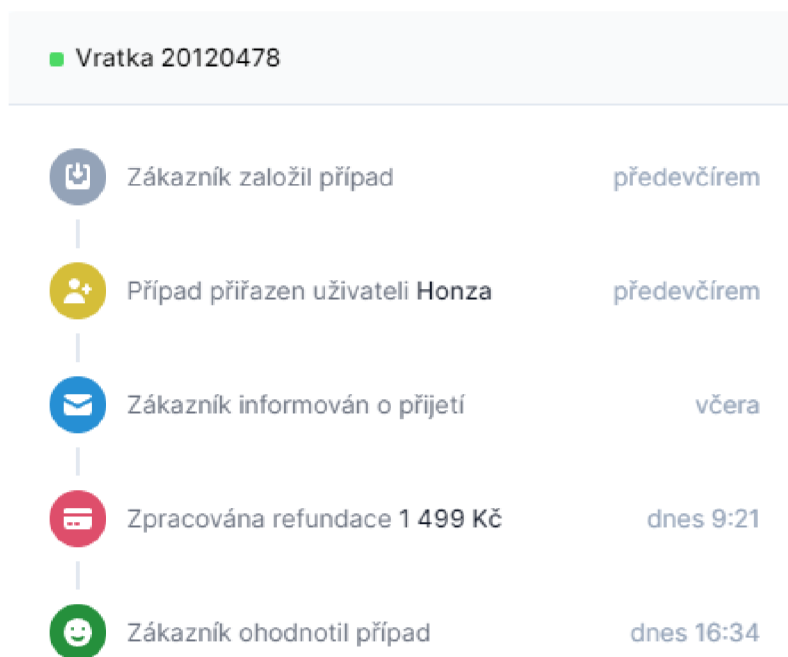 Vratka 20120478
Zákazník založil případ předevčírem
Případ přiřazen uživateli Honza předevčírem
Zákazník informován o přijetí včera
Zpracována refundace 1 499 Kč dnes 9:21
Zákazník ohodnotil případ dnes 16:34